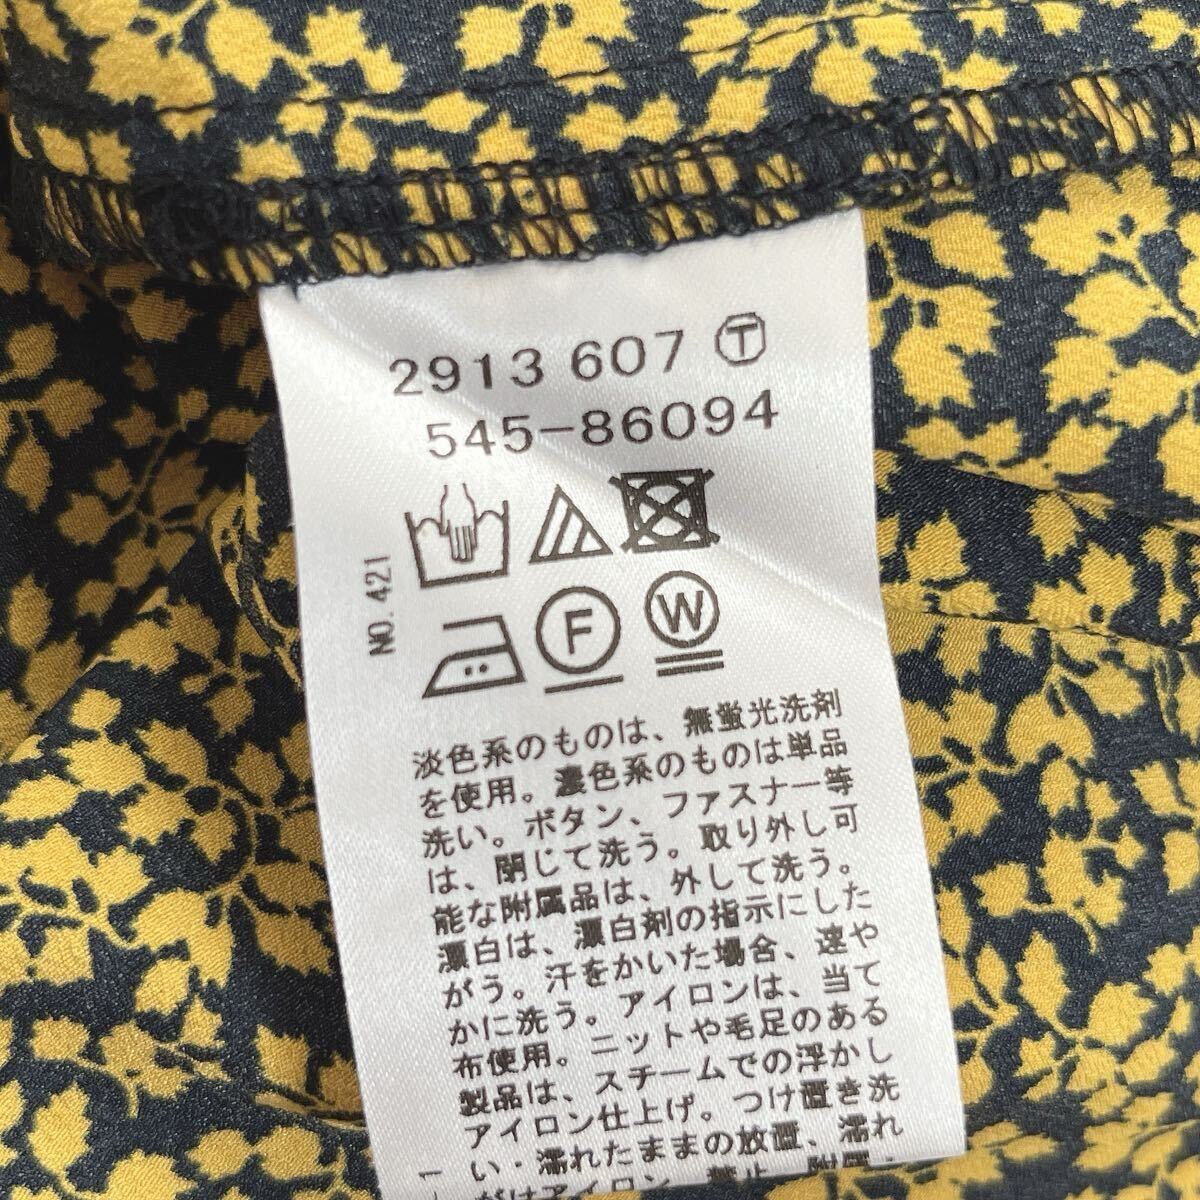 2913 607 Ⓣ
545-86094
NO.421
F
W
淡色系のものは、無蛍光洗剤
を使用。濃色系のものは単品
洗い。ボタン、ファスナー等
は、閉じて洗う。取り外し可
能な附属品は、外して洗う。
漂白は、漂白剤の指示にした
がう。汗をかいた場合、速や
かに洗う。アイロンは、当て
布使用。ニットや毛足のある
製品は、スチームでの浮かし
アイロン仕上げ。つけ置き洗
い・濡れたままの放置、濡れ